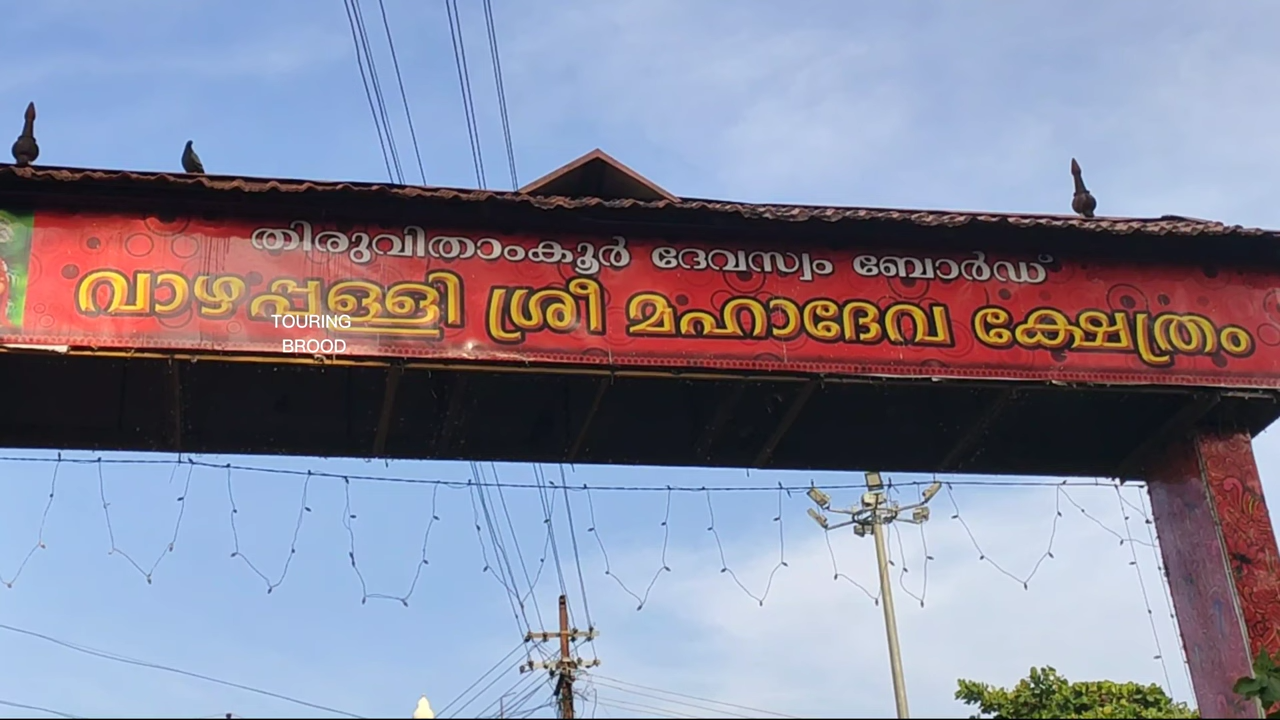 തിരുവിതാംകൂർ ദേവസ്വം ബോർഡ്
വാഴപ്പള്ളി ശ്രീ മഹാദേവ ക്ഷേത്രം
TOURING
BROOD